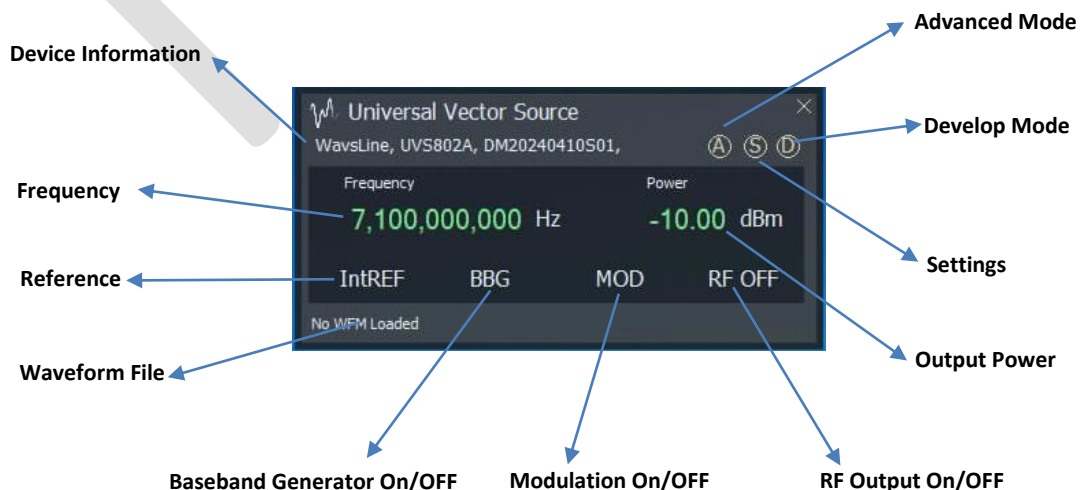 Advanced Mode
Device Information
Universal Vector Source
Develop Mode
WavsLine, UVS802A, DM20240410S01,
A S D
Frequency
Frequency Power
7,100,000,000 Hz -10.00 dBm
Reference
IntREF BBG MOD RF OFF
Settings
No WFM Loaded
Waveform File
Output Power
Baseband Generator On/OFF Modulation On/OFF RF Output On/OFF